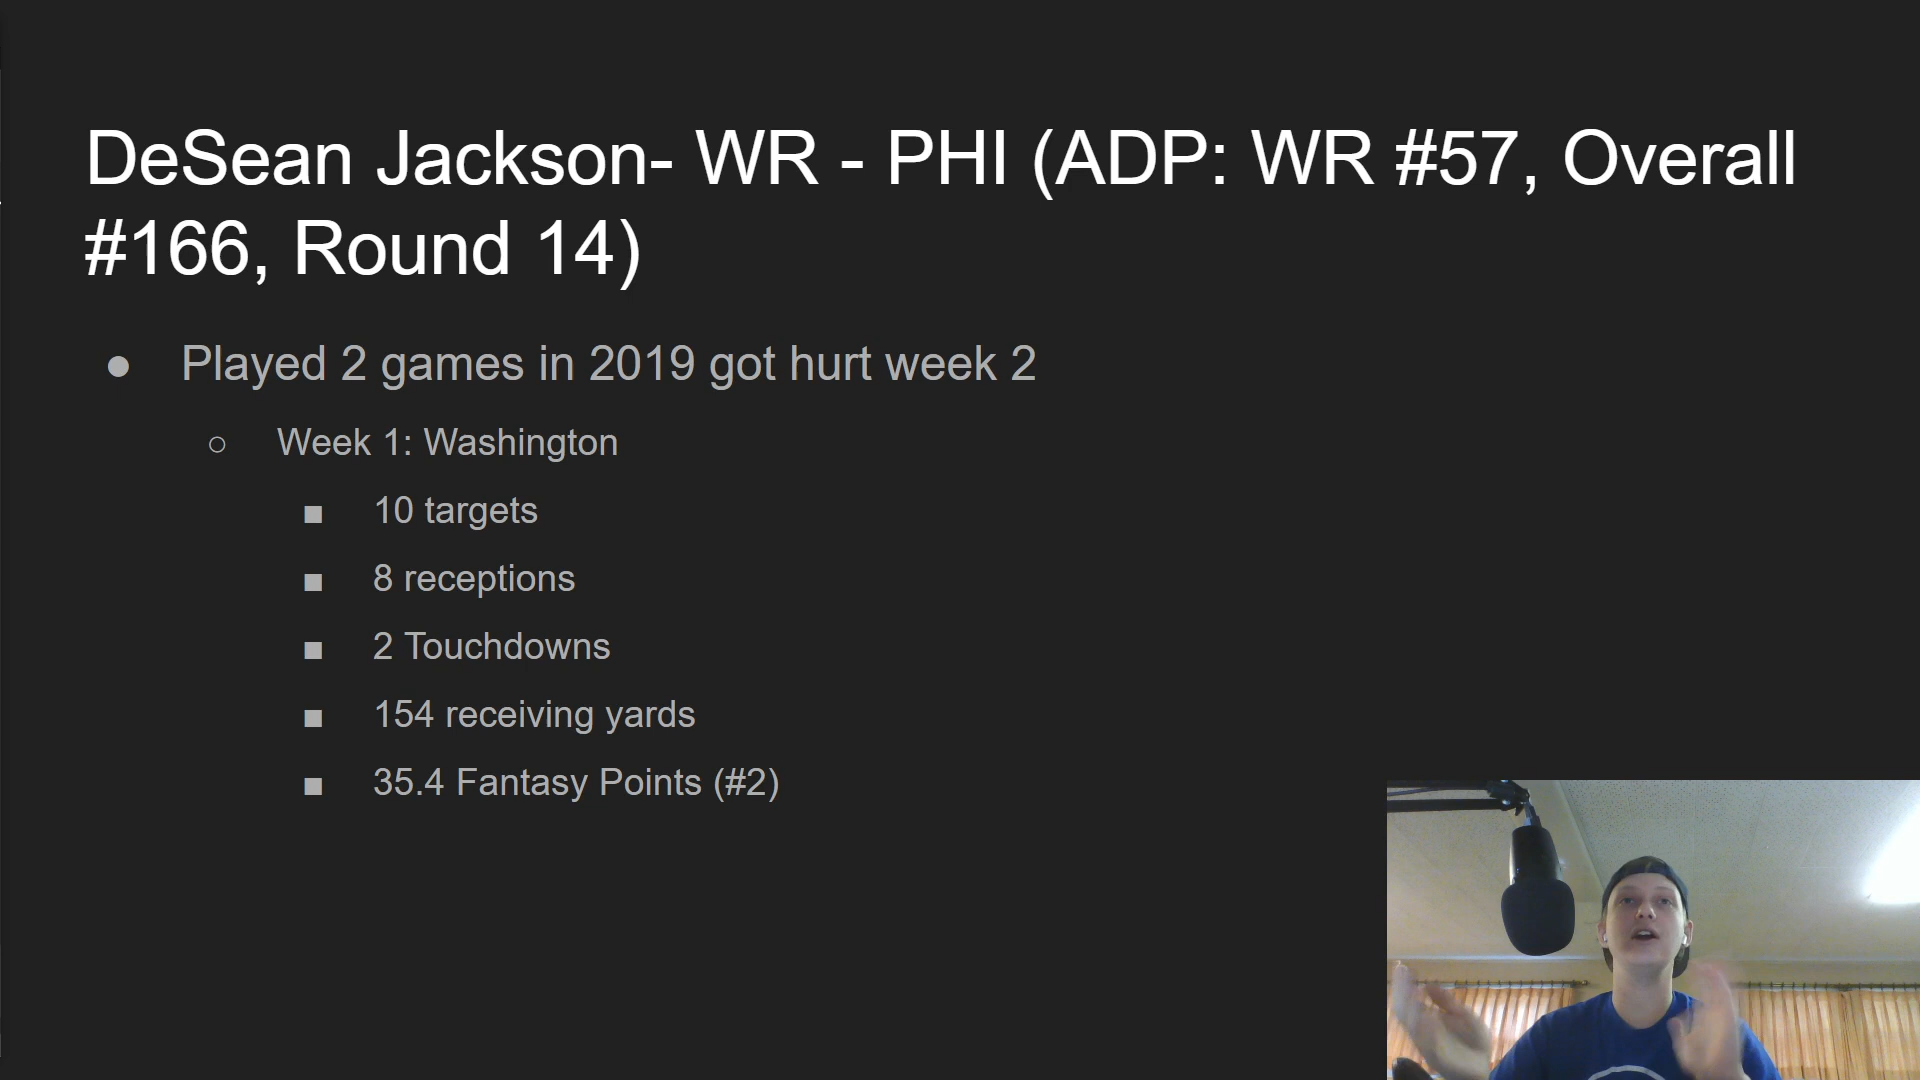 DeSean Jackson- WR - PHI (ADP: WR #57, Overall
#166, Round 14)
● Played 2 games in 2019 got hurt week 2
○ Week 1: Washington
■ 10 targets
■ 8 receptions
■ 2 Touchdowns
■ 154 receiving yards
■ 35.4 Fantasy Points (#2)